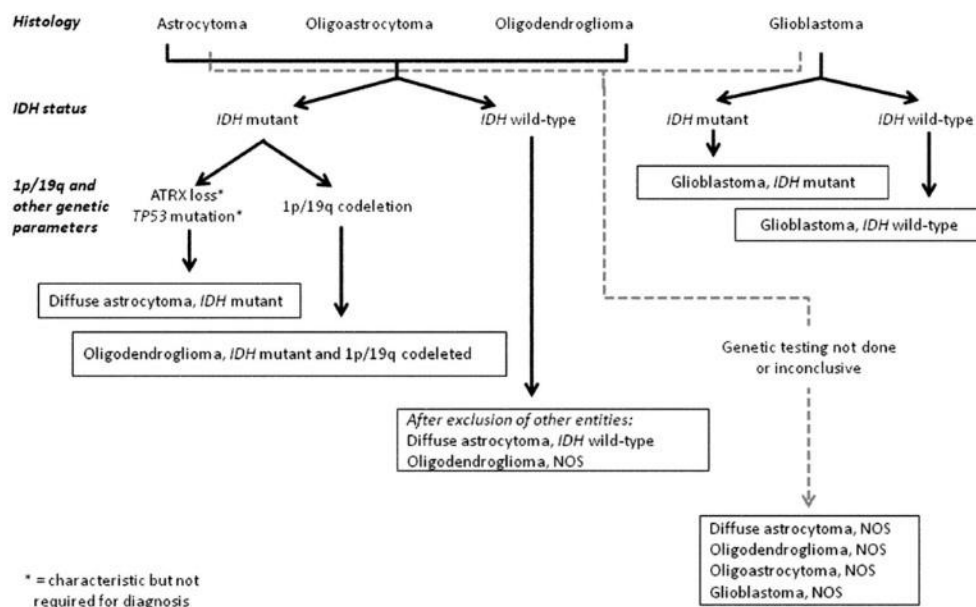 Histology
Astrocytoma
Oligoastrocytoma
Oligodendroglioma
Glioblastoma
IDH status
IDH mutant
IDH wild-type
IDH mutant
IDH wild-type
1p/19q and
other genetic
parameters
ATRX loss*
TP53 mutation*
1p/19q codeletion
Glioblastoma, IDH mutant
Glioblastoma, IDH wild-type
Diffuse astrocytoma, IDH mutant
Oligodendroglioma, IDH mutant and 1p/19q codeleted
Genetic testing not done
or inconclusive
After exclusion of other entities:
Diffuse astrocytoma, IDH wild-type
Oligodendroglioma, NOS
Diffuse astrocytoma, NOS
Oligodendroglioma, NOS
Oligoastrocytoma, NOS
Glioblastoma, NOS
* = characteristic but not
required for diagnosis